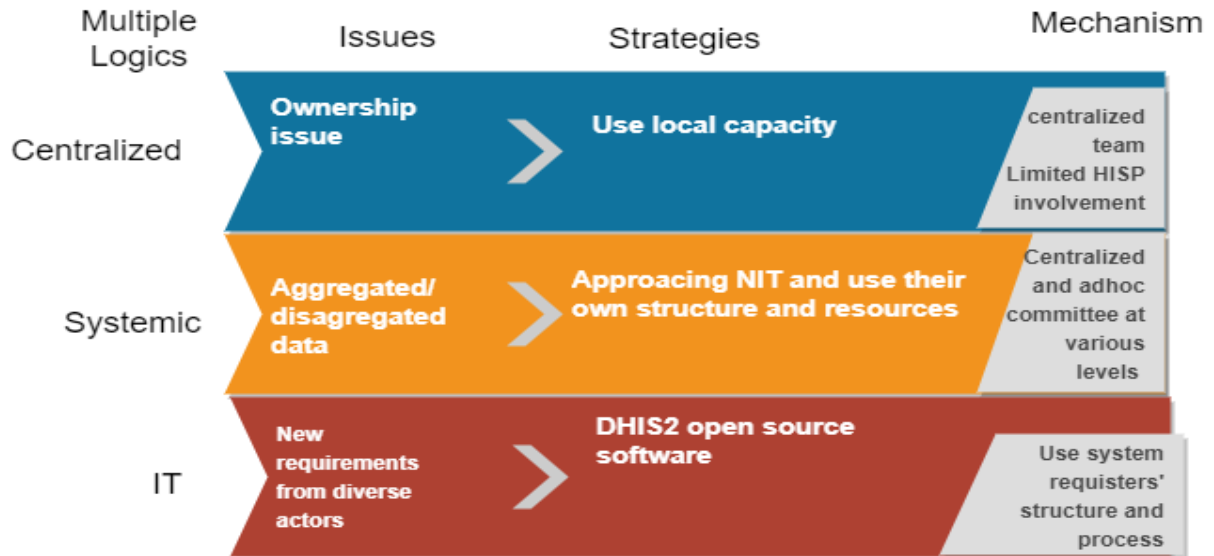 Multiple
Logics
Issues
Strategies
Mechanism
Centralized
Ownership
issue
Use local capacity
centralized
team
Limited HISP
involvement
Systemic
Aggregated/
disagregated
data
Approacing NIT and use their
own structure and resources
Centralized
and adhoc
committee at
various
levels
IT
New
requirements
from diverse
actors
DHIS2 open source
software
Use system
requisters'
structure and
process